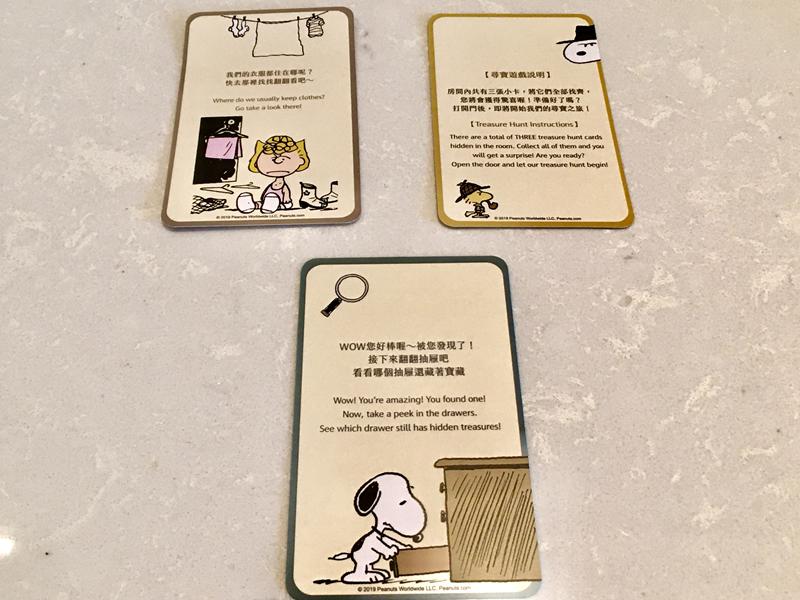 我們的衣服都住在哪呢？
快去那裡找找翻翻看吧～
Where do we usually keep clothes?
Go take a look there!
© 2019 Peanuts Worldwide LLC, Peanuts.com
【尋寶遊戲說明】
房間內共有三張小卡，將它們全部找齊，
您將會獲得驚喜喔！準備好了嗎？
打開門後，即將開始我們的尋寶之旅！
【Treasure Hunt Instructions】
There are a total of THREE treasure hunt cards
hidden in the room. Collect all of them and you
will get a surprise! Are you ready?
Open the door and let our treasure hunt begin!
© 2019 Peanuts Worldwide LLC, Peanuts.com
WOW您好棒喔～被您發現了！
接下來翻翻抽屜吧
看看哪個抽屜還藏著寶藏
Wow! You're amazing! You found one!
Now, take a peek in the drawers.
See which drawer still has hidden treasures!
© 2019 Peanuts Worldwide LLC, Peanuts.com